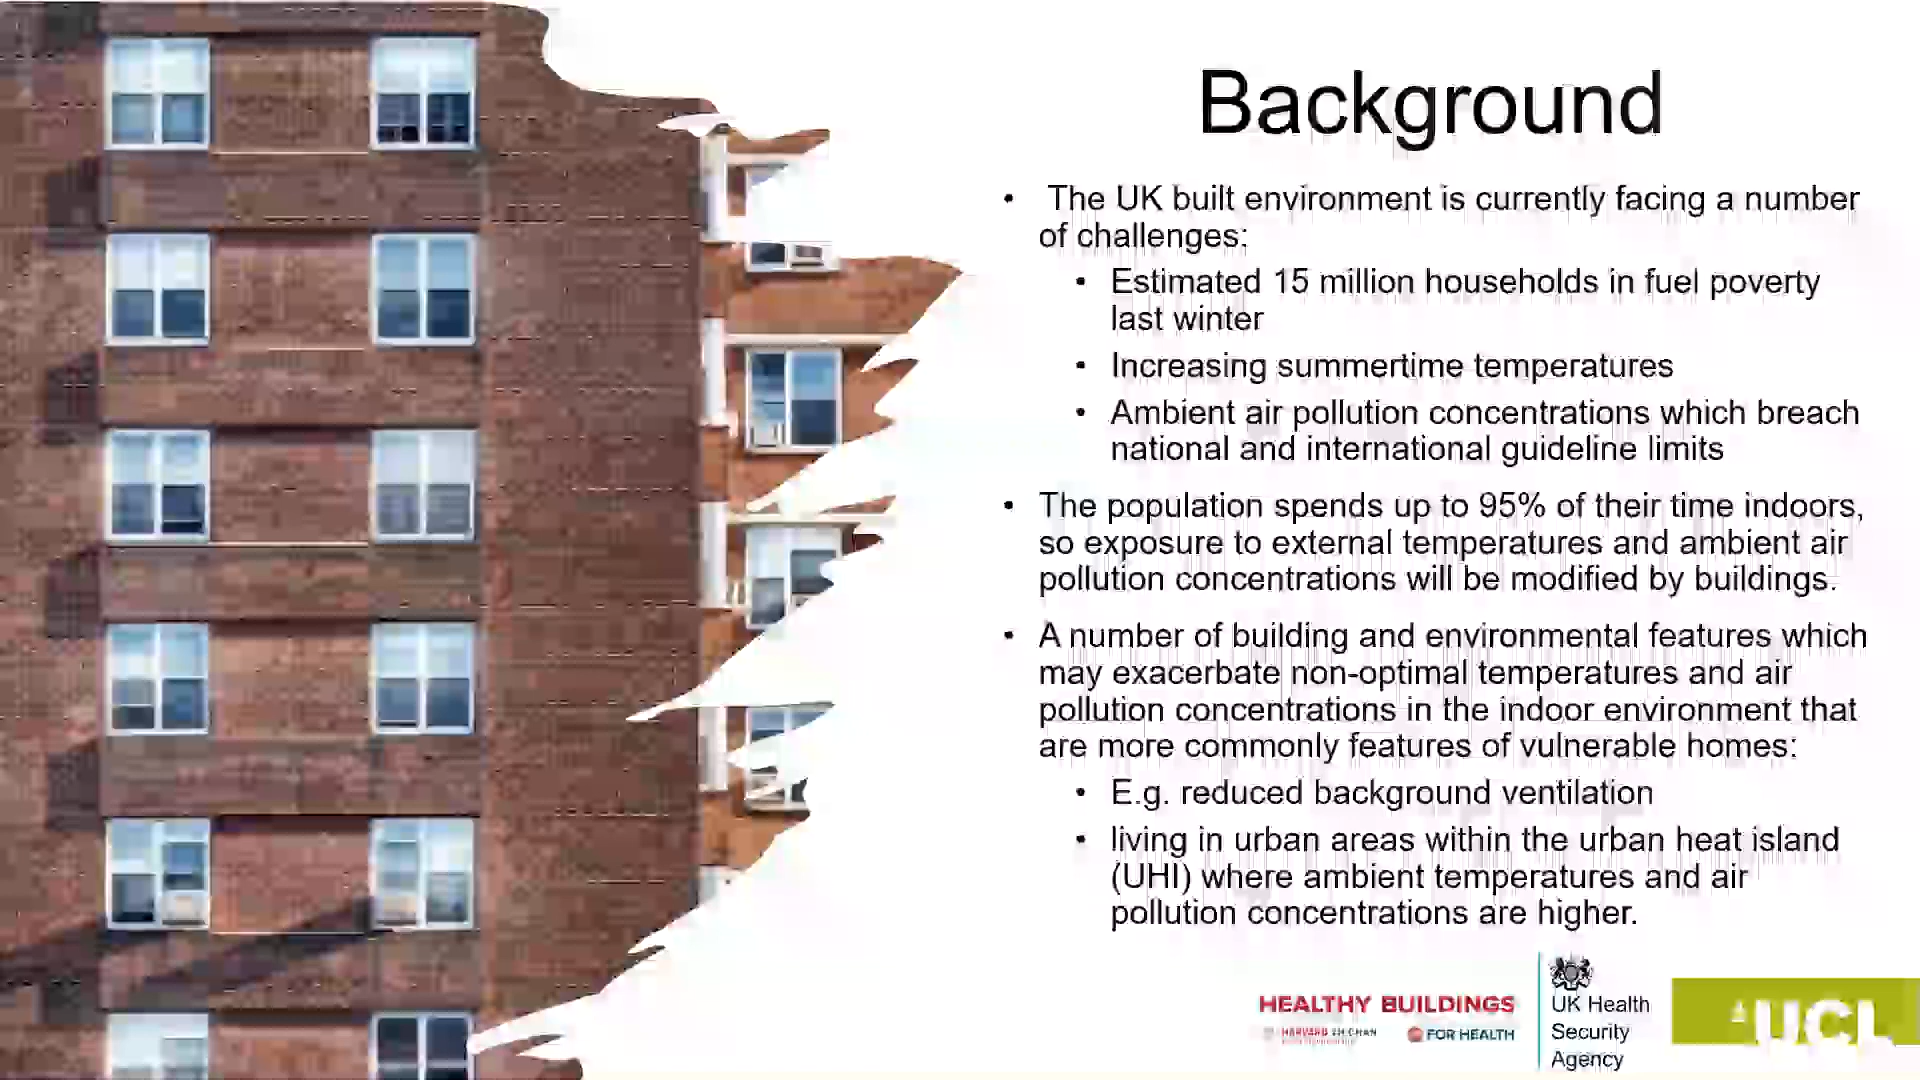 Background
• The UK built environment is currently facing a number
of challenges:
• Estimated 15 million households in fuel poverty
last winter
• Increasing summertime temperatures
• Ambient air pollution concentrations which breach
national and international guideline limits
• The population spends up to 95% of their time indoors,
so exposure to external temperatures and ambient air
pollution concentrations will be modified by buildings.
• A number of building and environmental features which
may exacerbate non-optimal temperatures and air
pollution concentrations in the indoor environment that
are more commonly features of vulnerable homes:
• E.g. reduced background ventilation
• living in urban areas within the urban heat island
(UHI) where ambient temperatures and air
pollution concentrations are higher.
HEALTHY BUILDINGS
HARVARD T.H. CHAN
FOR HEALTH
UK Health
Security
Agency
UCL